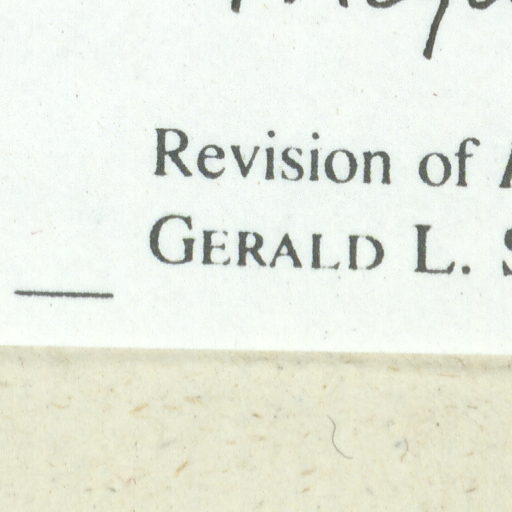 Revision of
GERALD L.